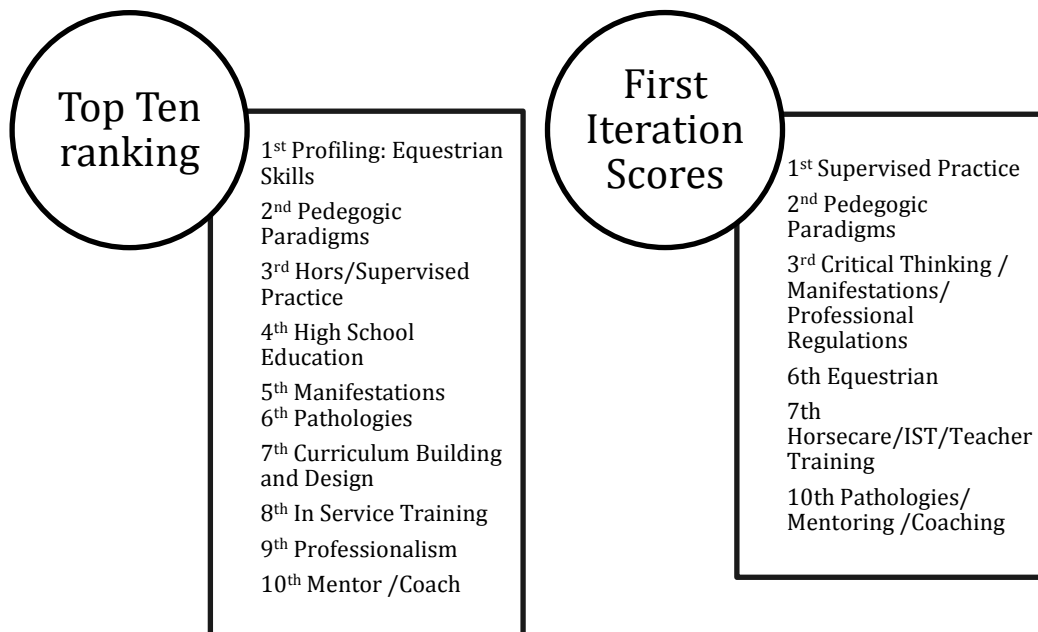 Top Ten
ranking
1st Profiling: Equestrian
Skills
2nd Pedegogic
Paradigms
3rd Hors/Supervised
Practice
4th High School
Education
5th Manifestations
6th Pathologies
7th Curriculum Building
and Design
8th In Service Training
9th Professionalism
10th Mentor /Coach
First
Iteration
Scores
1st Supervised Practice
2nd Pedegogic
Paradigms
3rd Critical Thinking /
Manifestations/
Professional
Regulations
6th Equestrian
7th
Horsecare/IST/Teacher
Training
10th Pathologies/
Mentoring /Coaching